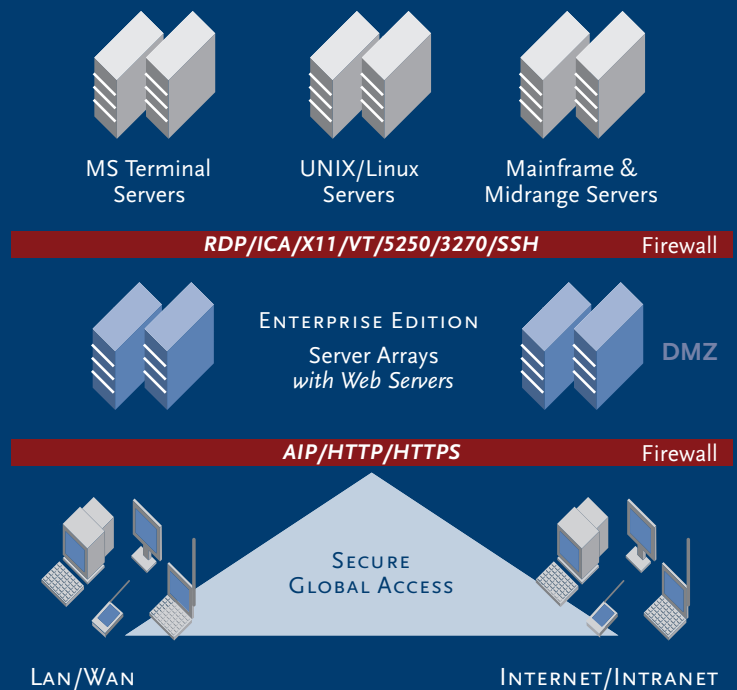 MS Terminal
Servers
UNIX/Linux
Servers
Mainframe &
Midrange Servers
RDP/ICA/X11/VT/5250/3270/SSH
Firewall
ENTERPRISE EDITION
Server Arrays
with Web Servers
DMZ
AIP/HTTP/HTTPS
Firewall
SECURE
GLOBAL ACCESS
LAN/WAN
INTERNET/INTRANET